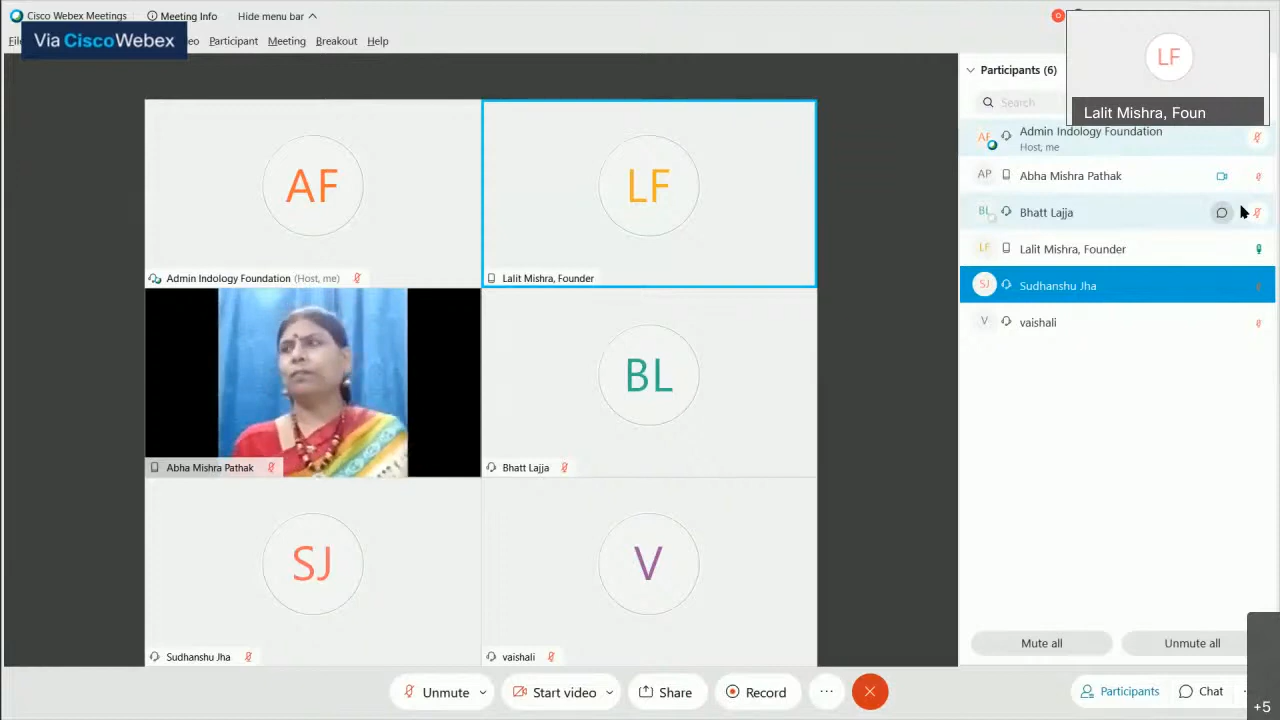 Cisco Webex Meetings
Meeting Info
Hide menu bar
Via CiscoWebex
Participant
Meeting
Breakout
Help
AF
Admin Indology Foundation (Host, me)
LF
Lalit Mishra, Founder
Abha Mishra Pathak
BL
Bhatt Lajja
SJ
Sudhanshu Jha
V
vaishali
Participants (6)
Search
LF
Lalit Mishra, Foun
AF
Admin Indology Foundation
Host, me
AP
Abha Mishra Pathak
BL
Bhatt Lajja
LF
Lalit Mishra, Founder
SJ
Sudhanshu Jha
V
vaishali
Mute all
Unmute all
Unmute
Start video
Share
Record
Participants
Chat
+5